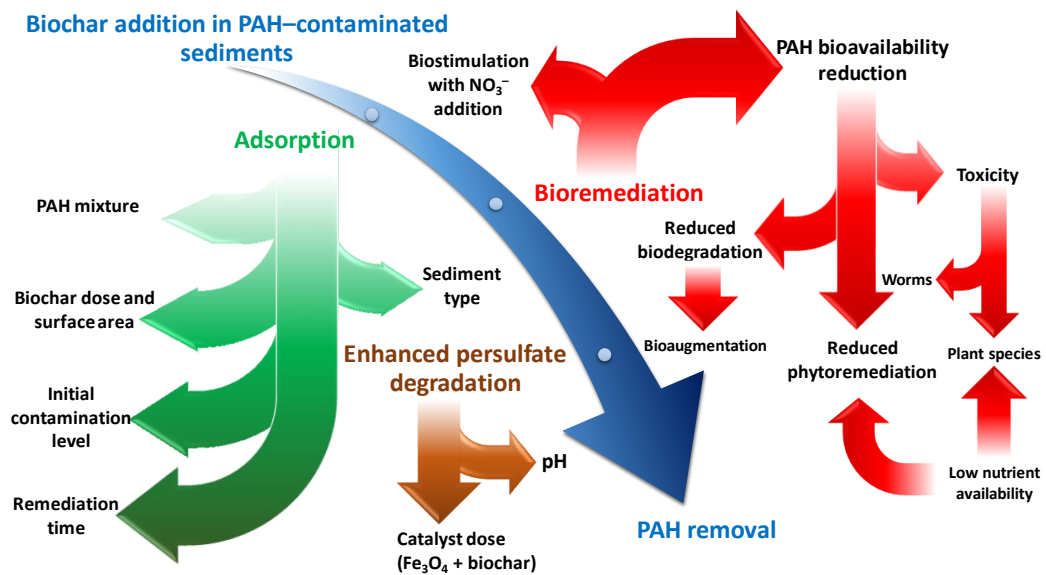 Biochar addition in PAH–contaminated
sediments
Biostimulation
with NO₃⁻
addition
PAH bioavailability
reduction
Adsorption
Bioremediation
Toxicity
PAH mixture
Reduced
biodegradation
Sediment
type
Worms
Biochar dose and
surface area
Bioaugmentation
Reduced
phytoremediation
Plant species
Enhanced persulfate
degradation
Initial
contamination
level
pH
Low nutrient
availability
Remediation
time
PAH removal
Catalyst dose
(Fe₃O₄ + biochar)